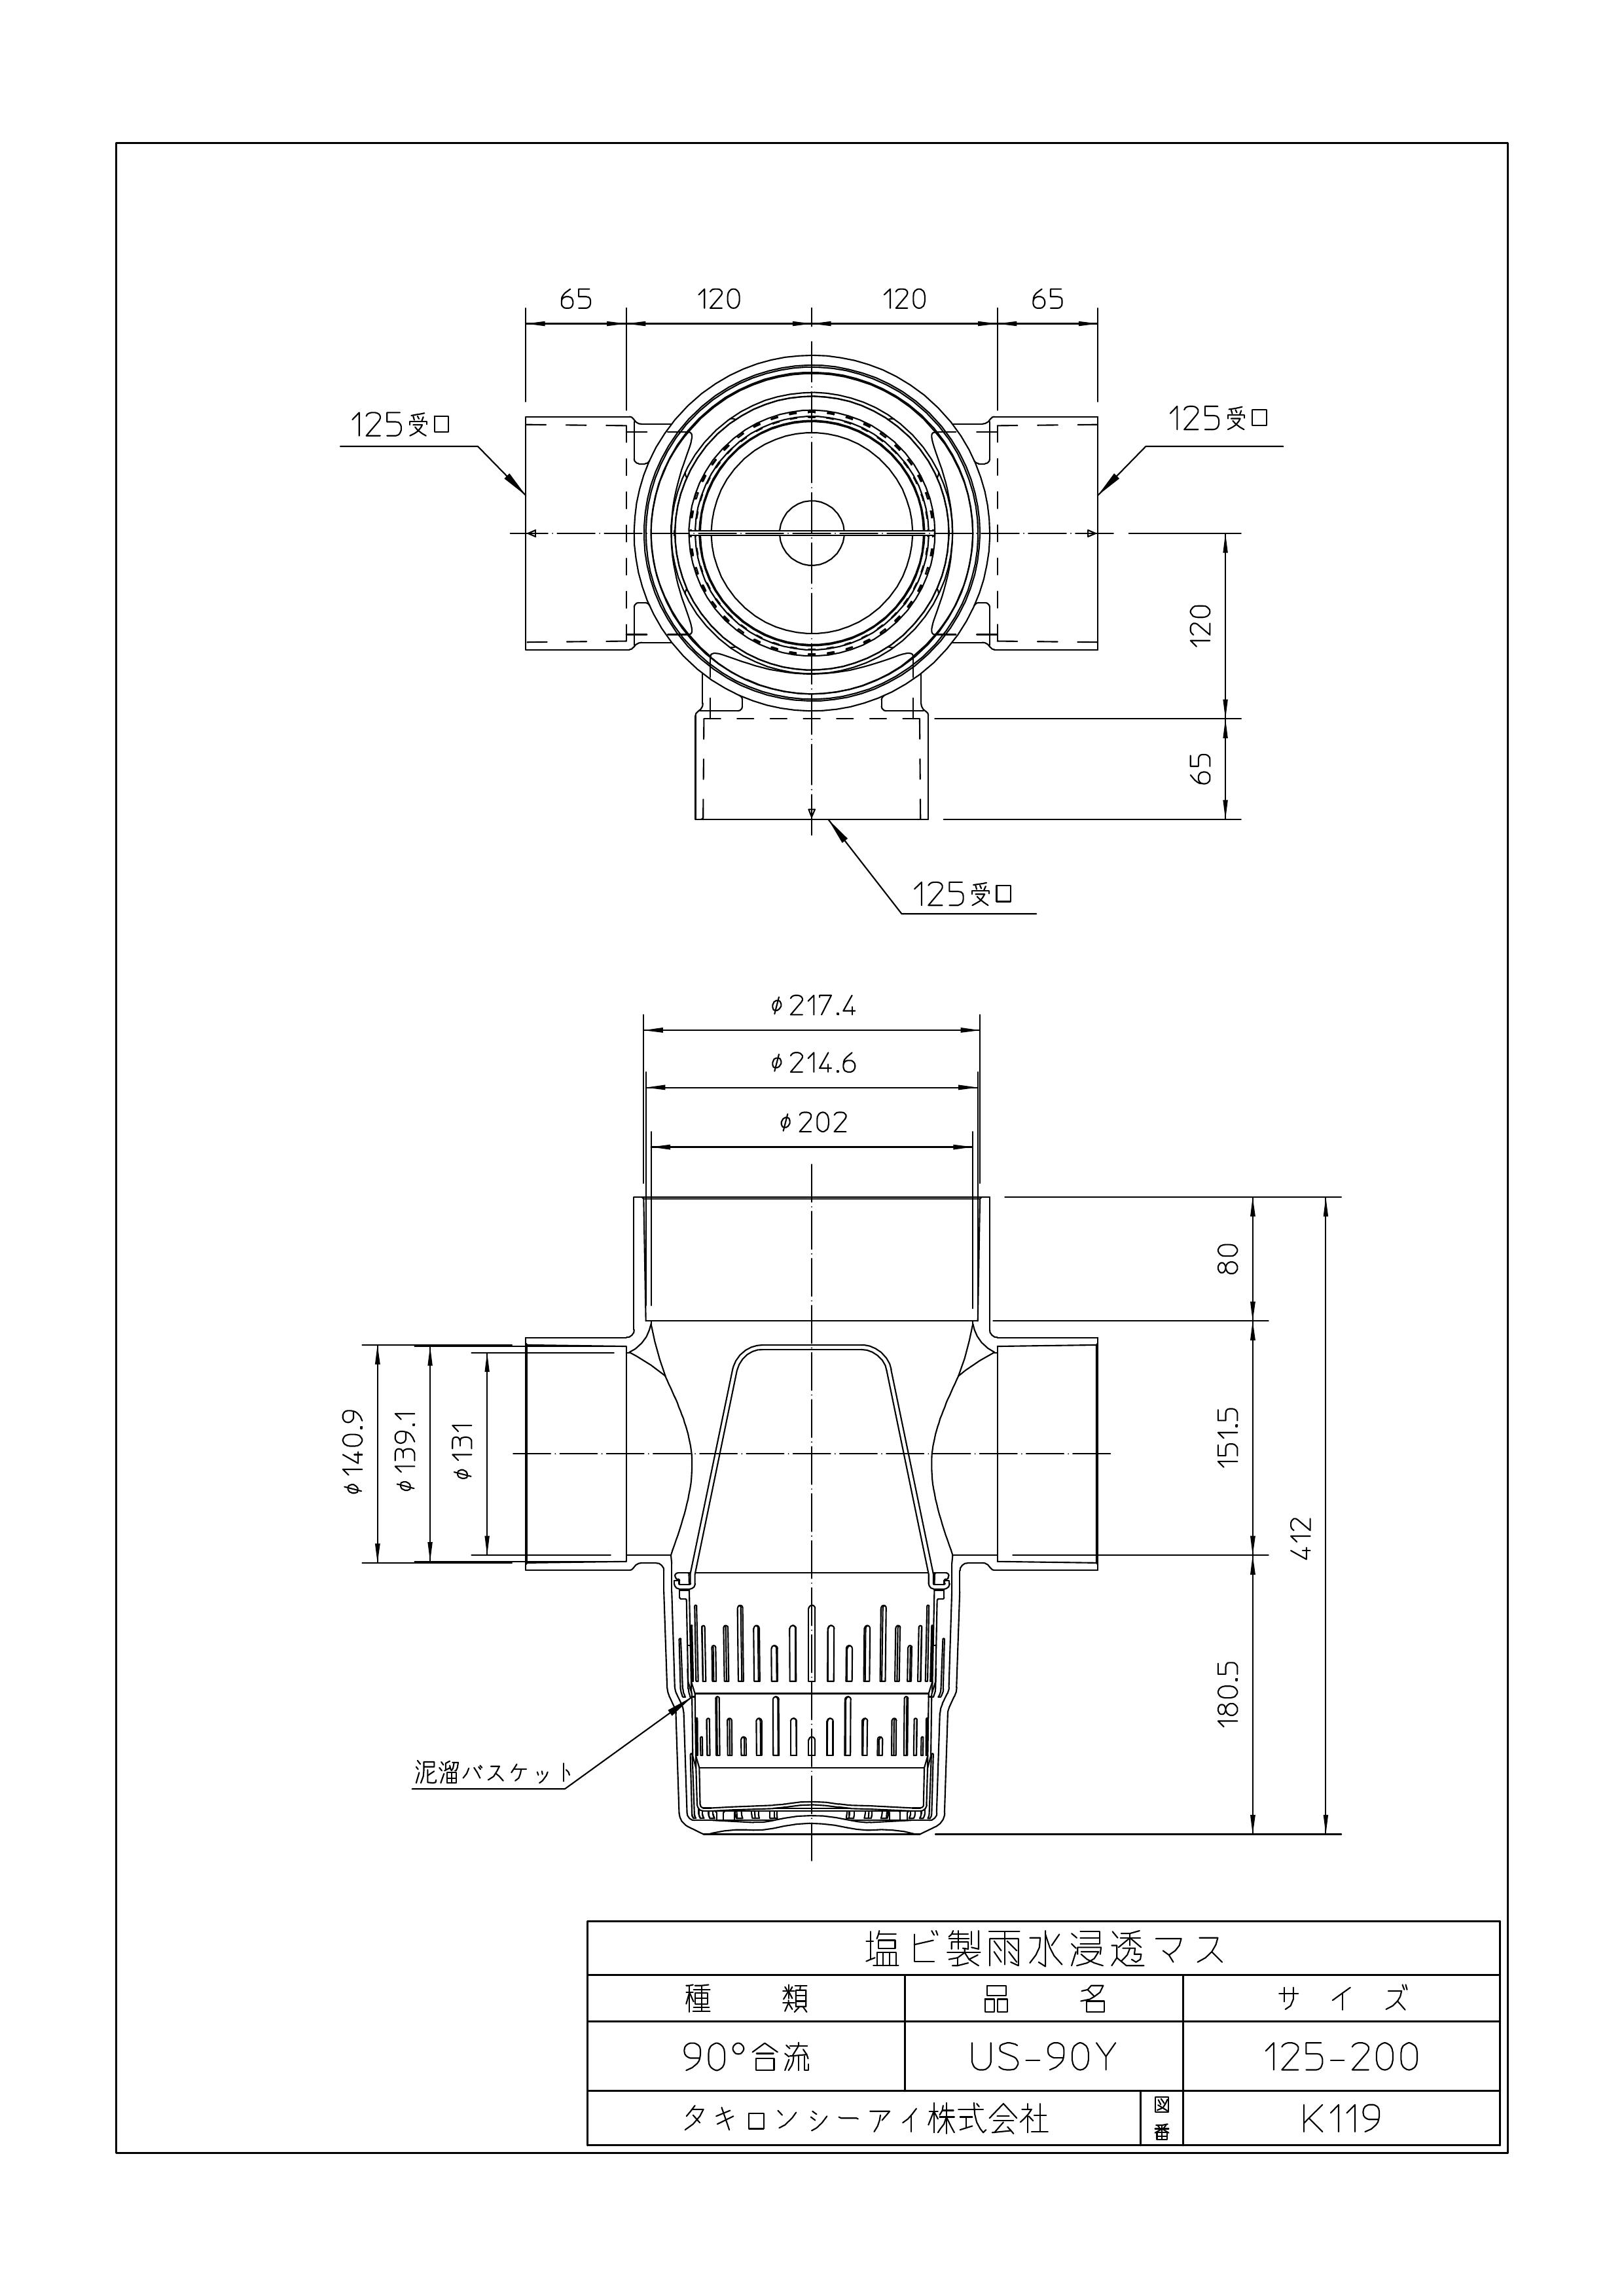 65 120 120 65
125受口
125受口
120
65
125受口
φ217.4
φ214.6
φ202
80
151.5
180.5
412
φ140.9
φ139.1
φ131
泥溜バスケット
塩ビ製雨水浸透マス
種 類 品 名 サ イ ズ
90°合流 US-90Y 125-200
タキロンシーアイ株式会社 図番 K119